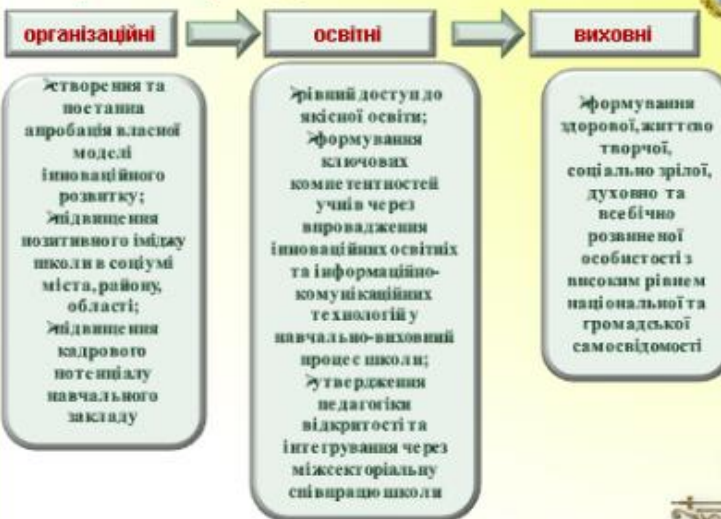 організаційні
➢створення та
поетапна
апробація власної
моделі
інноваційного
розвитку;
➢підвищення
позитивного іміджу
школи в соціумі
міста, району,
області;
➢підвищення
кадрового
потенціалу
навчального
закладу
освітні
➢рівний доступ до
якісної освіти;
➢формування
ключових
компетентностей
учнів через
впровадження
інноваційних освітніх
та інформаційно-
комунікаційних
технологій у
навчально-виховний
процес школи;
➢утвердження
педагогіки
відкритості та
інтегрування через
міжсекторіальну
співпрацю школи
виховні
➢формування
здорової, життєво
творчої,
соціально зрілої,
духовно та
всебічно
розвиненої
особистості з
високим рівнем
національної та
громадської
самосвідомості